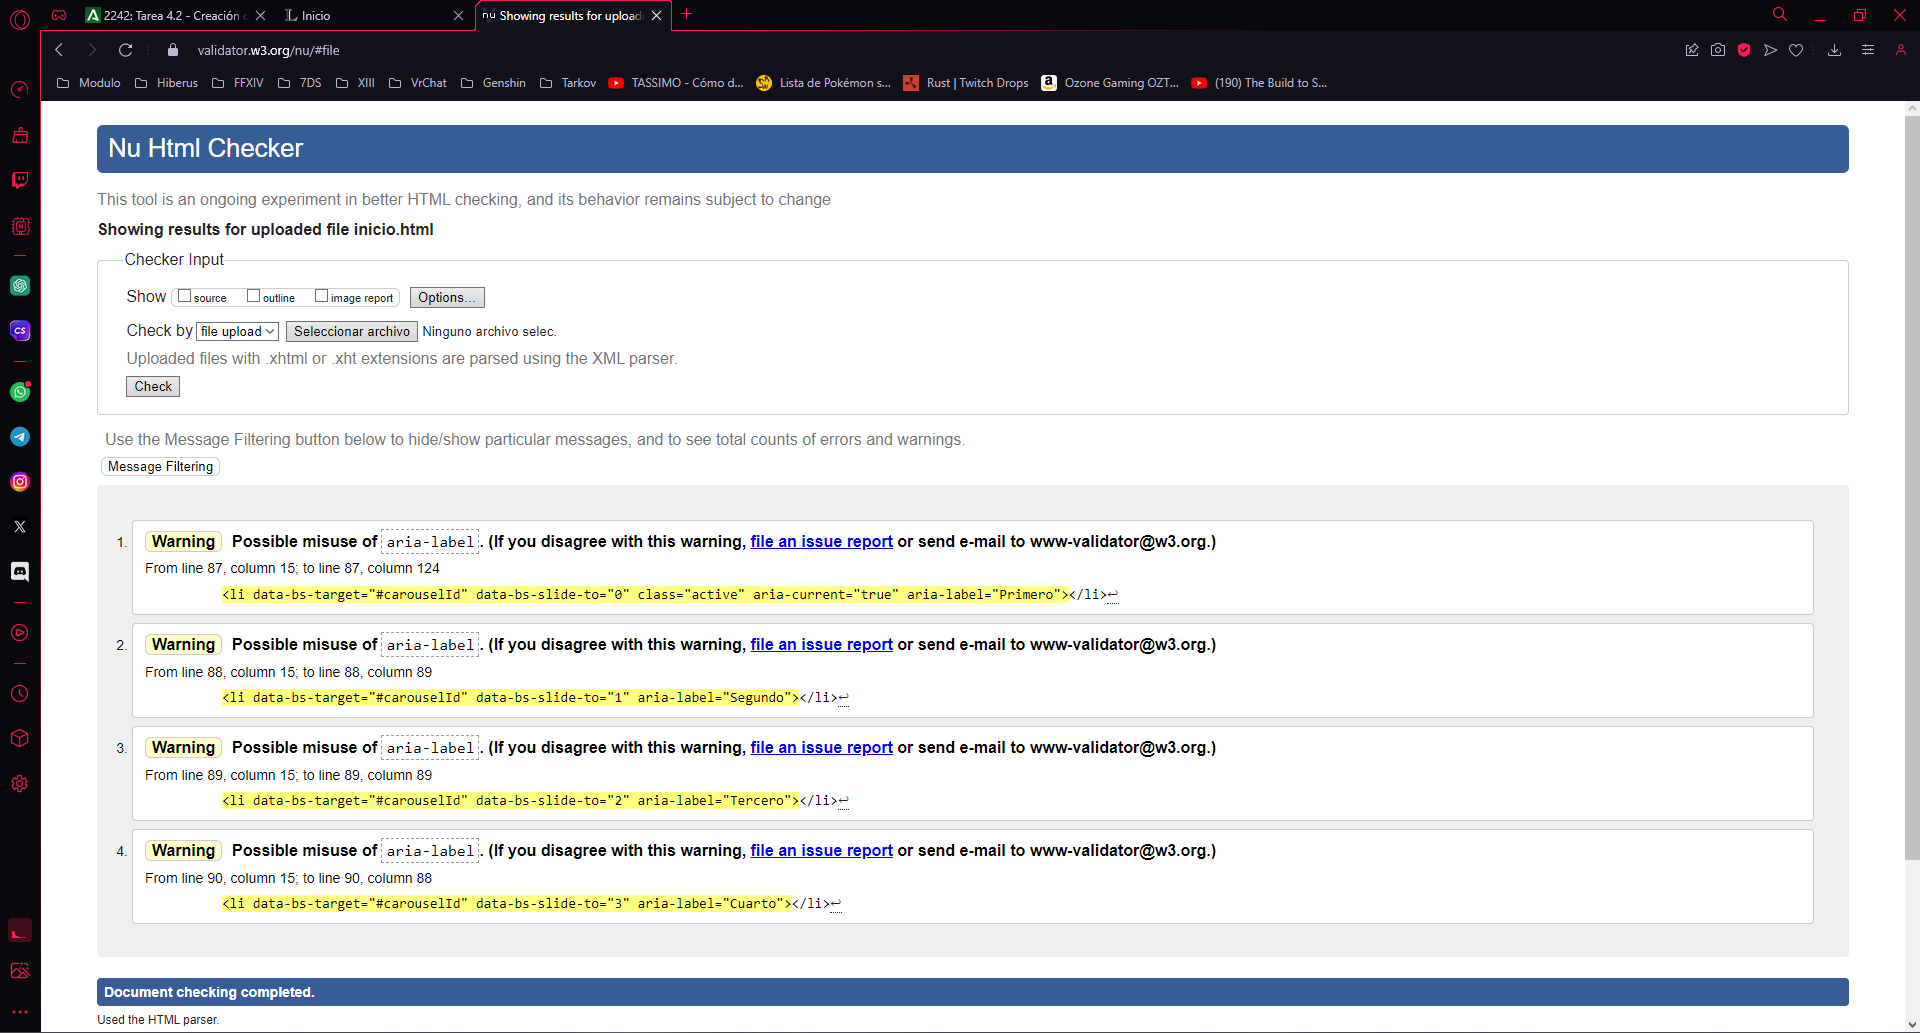 2242: Tarea 4.2 - Creación d
Inicio
nu Showing results for upload
validator.w3.org/nu/#file
Modulo
Hiberus
FFXIV
7DS
XIII
VrChat
Genshin
Tarkov
TASSIMO - Cómo d...
Lista de Pokémon s...
Rust | Twitch Drops
Ozone Gaming OZT...
(190) The Build to S...
Nu Html Checker
This tool is an ongoing experiment in better HTML checking, and its behavior remains subject to change
Showing results for uploaded file inicio.html
Checker Input
Show source outline image report Options...
Check by file upload Seleccionar archivo Ninguno archivo selec.
Uploaded files with .xhtml or .xht extensions are parsed using the XML parser.
Check
Use the Message Filtering button below to hide/show particular messages, and to see total counts of errors and warnings.
Message Filtering
1. Warning Possible misuse of aria-label. (If you disagree with this warning, file an issue report or send e-mail to www-validator@w3.org.)
From line 87, column 15; to line 87, column 124
<li data-bs-target="#carouselId" data-bs-slide-to="0" class="active" aria-current="true" aria-label="Primero"></li>↩
2. Warning Possible misuse of aria-label. (If you disagree with this warning, file an issue report or send e-mail to www-validator@w3.org.)
From line 88, column 15; to line 88, column 89
<li data-bs-target="#carouselId" data-bs-slide-to="1" aria-label="Segundo"></li>↩
3. Warning Possible misuse of aria-label. (If you disagree with this warning, file an issue report or send e-mail to www-validator@w3.org.)
From line 89, column 15; to line 89, column 89
<li data-bs-target="#carouselId" data-bs-slide-to="2" aria-label="Tercero"></li>↩
4. Warning Possible misuse of aria-label. (If you disagree with this warning, file an issue report or send e-mail to www-validator@w3.org.)
From line 90, column 15; to line 90, column 88
<li data-bs-target="#carouselId" data-bs-slide-to="3" aria-label="Cuarto"></li>↩
Document checking completed.
Used the HTML parser.